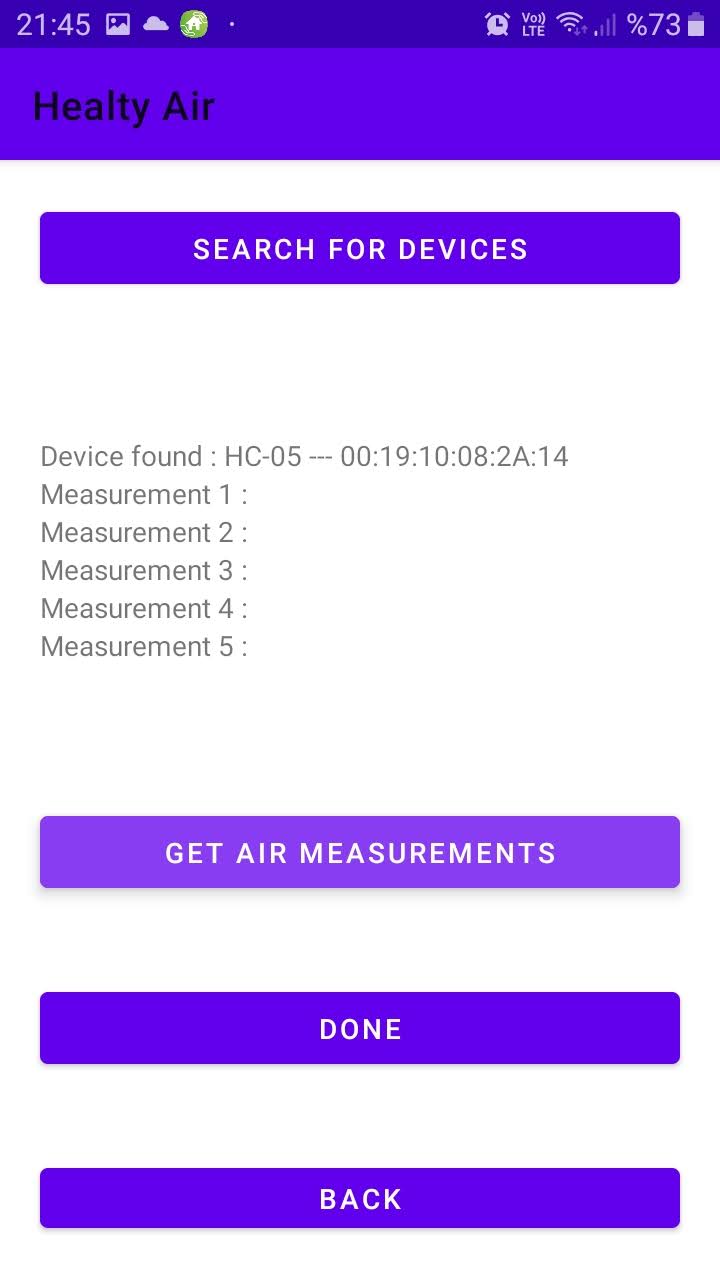 21:45
Vo))
LTE
%73
Healty Air
SEARCH FOR DEVICES
Device found : HC-05 --- 00:19:10:08:2A:14
Measurement 1 :
Measurement 2 :
Measurement 3 :
Measurement 4 :
Measurement 5 :
GET AIR MEASUREMENTS
DONE
BACK